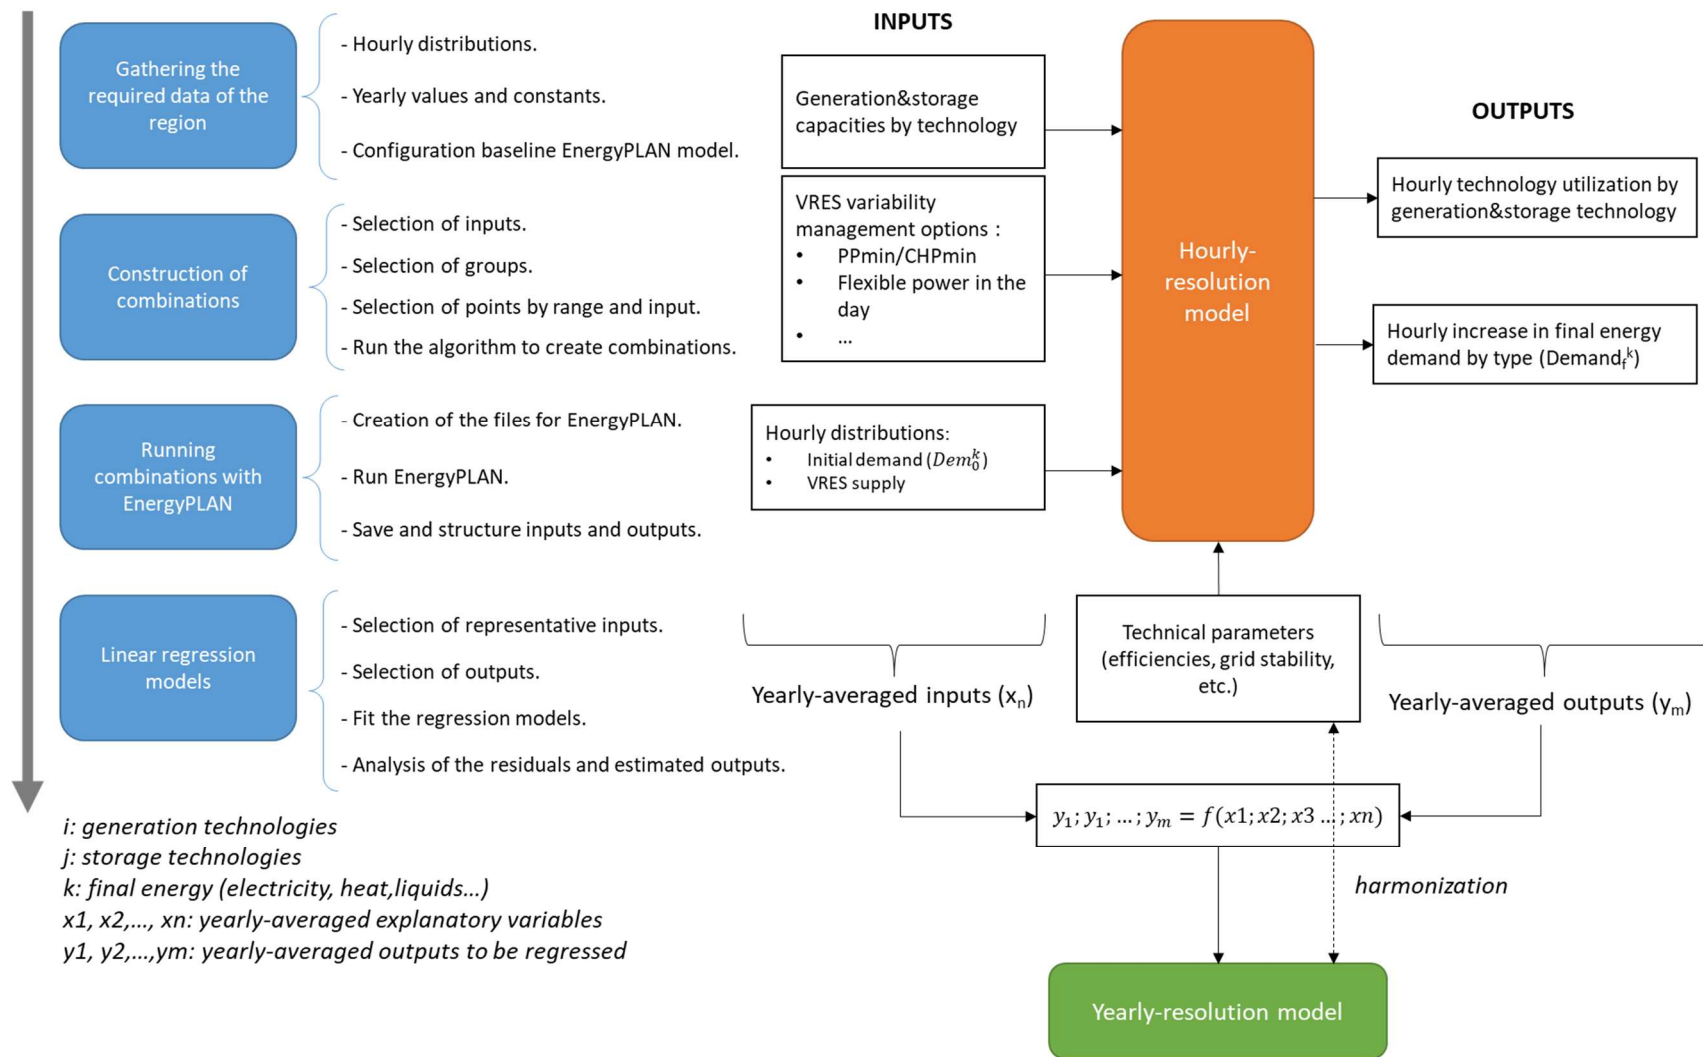 Gathering the
required data of the
region
- Hourly distributions.
- Yearly values and constants.
- Configuration baseline EnergyPLAN model.
Construction of
combinations
- Selection of inputs.
- Selection of groups.
- Selection of points by range and input.
- Run the algorithm to create combinations.
Running
combinations with
EnergyPLAN
- Creation of the files for EnergyPLAN.
- Run EnergyPLAN.
- Save and structure inputs and outputs.
Linear regression
models
- Selection of representative inputs.
- Selection of outputs.
- Fit the regression models.
- Analysis of the residuals and estimated outputs.
i: generation technologies
j: storage technologies
k: final energy (electricity, heat,liquids...)
x1, x2,..., xn: yearly-averaged explanatory variables
y1, y2,...,ym: yearly-averaged outputs to be regressed
INPUTS
Generation&storage
capacities by technology
VRES variability
management options :
• PPmin/CHPmin
• Flexible power in the
day
• ...
Hourly distributions:
• Initial demand ($Dem_0^k$)
• VRES supply
Hourly-
resolution
model
OUTPUTS
Hourly technology utilization by
generation&storage technology
Hourly increase in final energy
demand by type (Demand$_f^k$)
Technical parameters
(efficiencies, grid stability,
etc.)
Yearly-averaged inputs (x$_n$)
Yearly-averaged outputs (y$_m$)
$y_1; y_1; … ; y_m = f(x1; x2; x3 … ; xn)$
harmonization
Yearly-resolution model